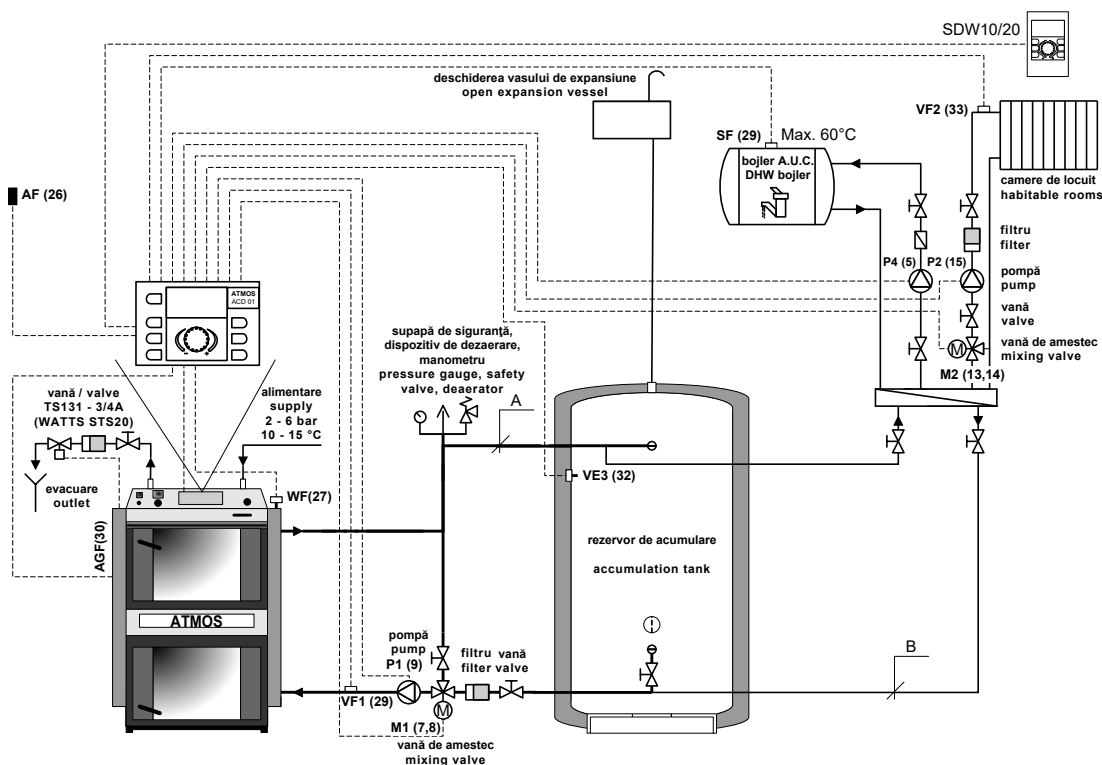 SDW10/20
deschiderea vasului de expansiune
open expansion vessel
VF2 (33)
SF (29)
Max. 60°C
bojler A.U.C.
DHW bojler
camere de locuit
habitable rooms
AF (26)
filtru
filter
P4 (5)
P2 (15)
pompă
pump
ATMOS
ACD 01
vană
valve
supapă de siguranţă,
dispozitiv de dezaerare,
manometru
pressure gauge, safety
valve, deaerator
M
vană de amestec
mixing valve
M2 (13,14)
vană / valve
TS131 - 3/4A
(WATTS STS20)
alimentare
supply
2 - 6 bar
10 - 15 °C
A
evacuare
outlet
WF(27)
VE3 (32)
AGF(30)
rezervor de acumulare
accumulation tank
ATMOS
pompă
pump
P1 (9)
filtru vană
filter valve
B
VF1 (29)
M
M1 (7,8)
vană de amestec
mixing valve